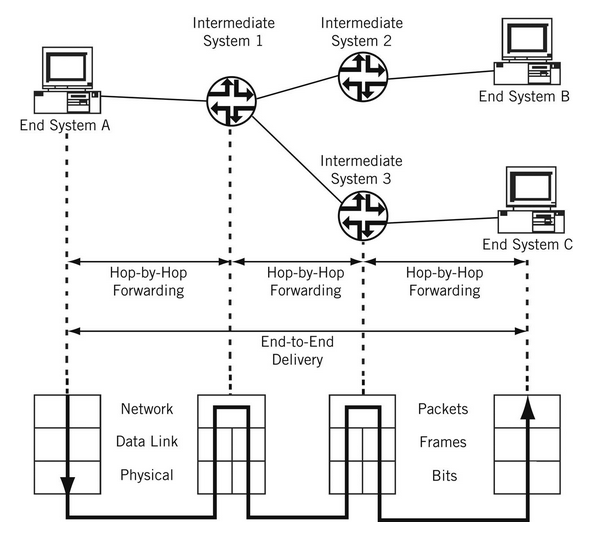 Intermediate
System 1
Intermediate
System 2
End System A
End System B
Intermediate
System 3
End System C
Hop-by-Hop
Forwarding
Hop-by-Hop
Forwarding
Hop-by-Hop
Forwarding
End-to-End
Delivery
Network
Packets
Data Link
Frames
Physical
Bits